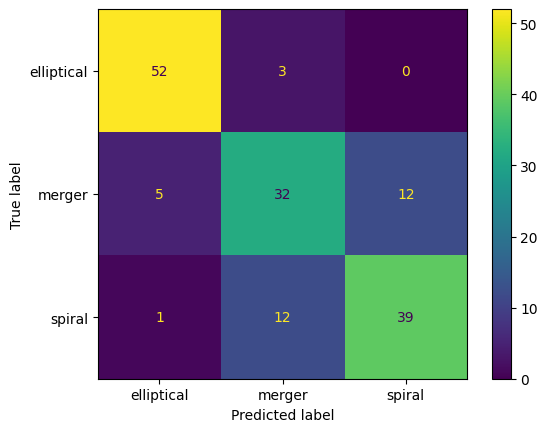 elliptical 52 3 0
merger 5 32 12
spiral 1 12 39
elliptical merger spiral
Predicted label
True label
50
40
30
20
10
0